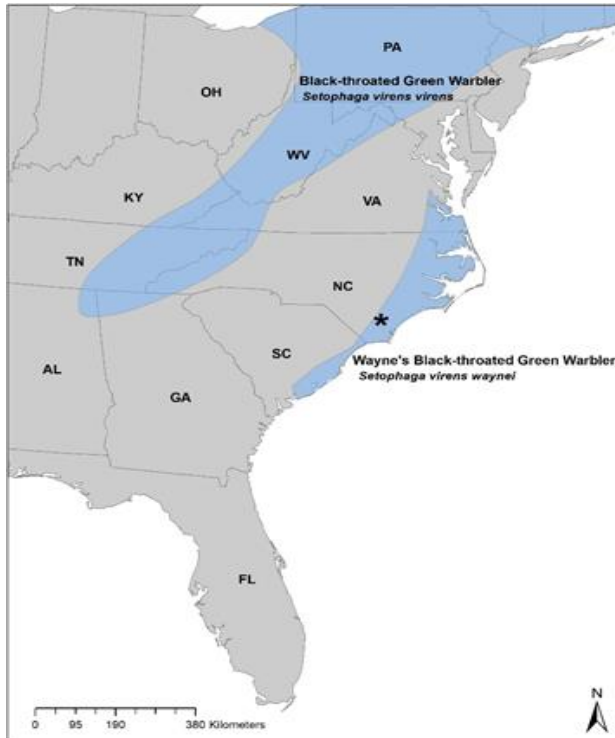 PA
Black-throated Green Warbler
Setophaga virens virens
OH
WV
KY
VA
TN
NC
*
SC
Wayne's Black-throated Green Warbler
Setophaga virens waynei
AL
GA
FL
N
0 95 190 380 Kilometers